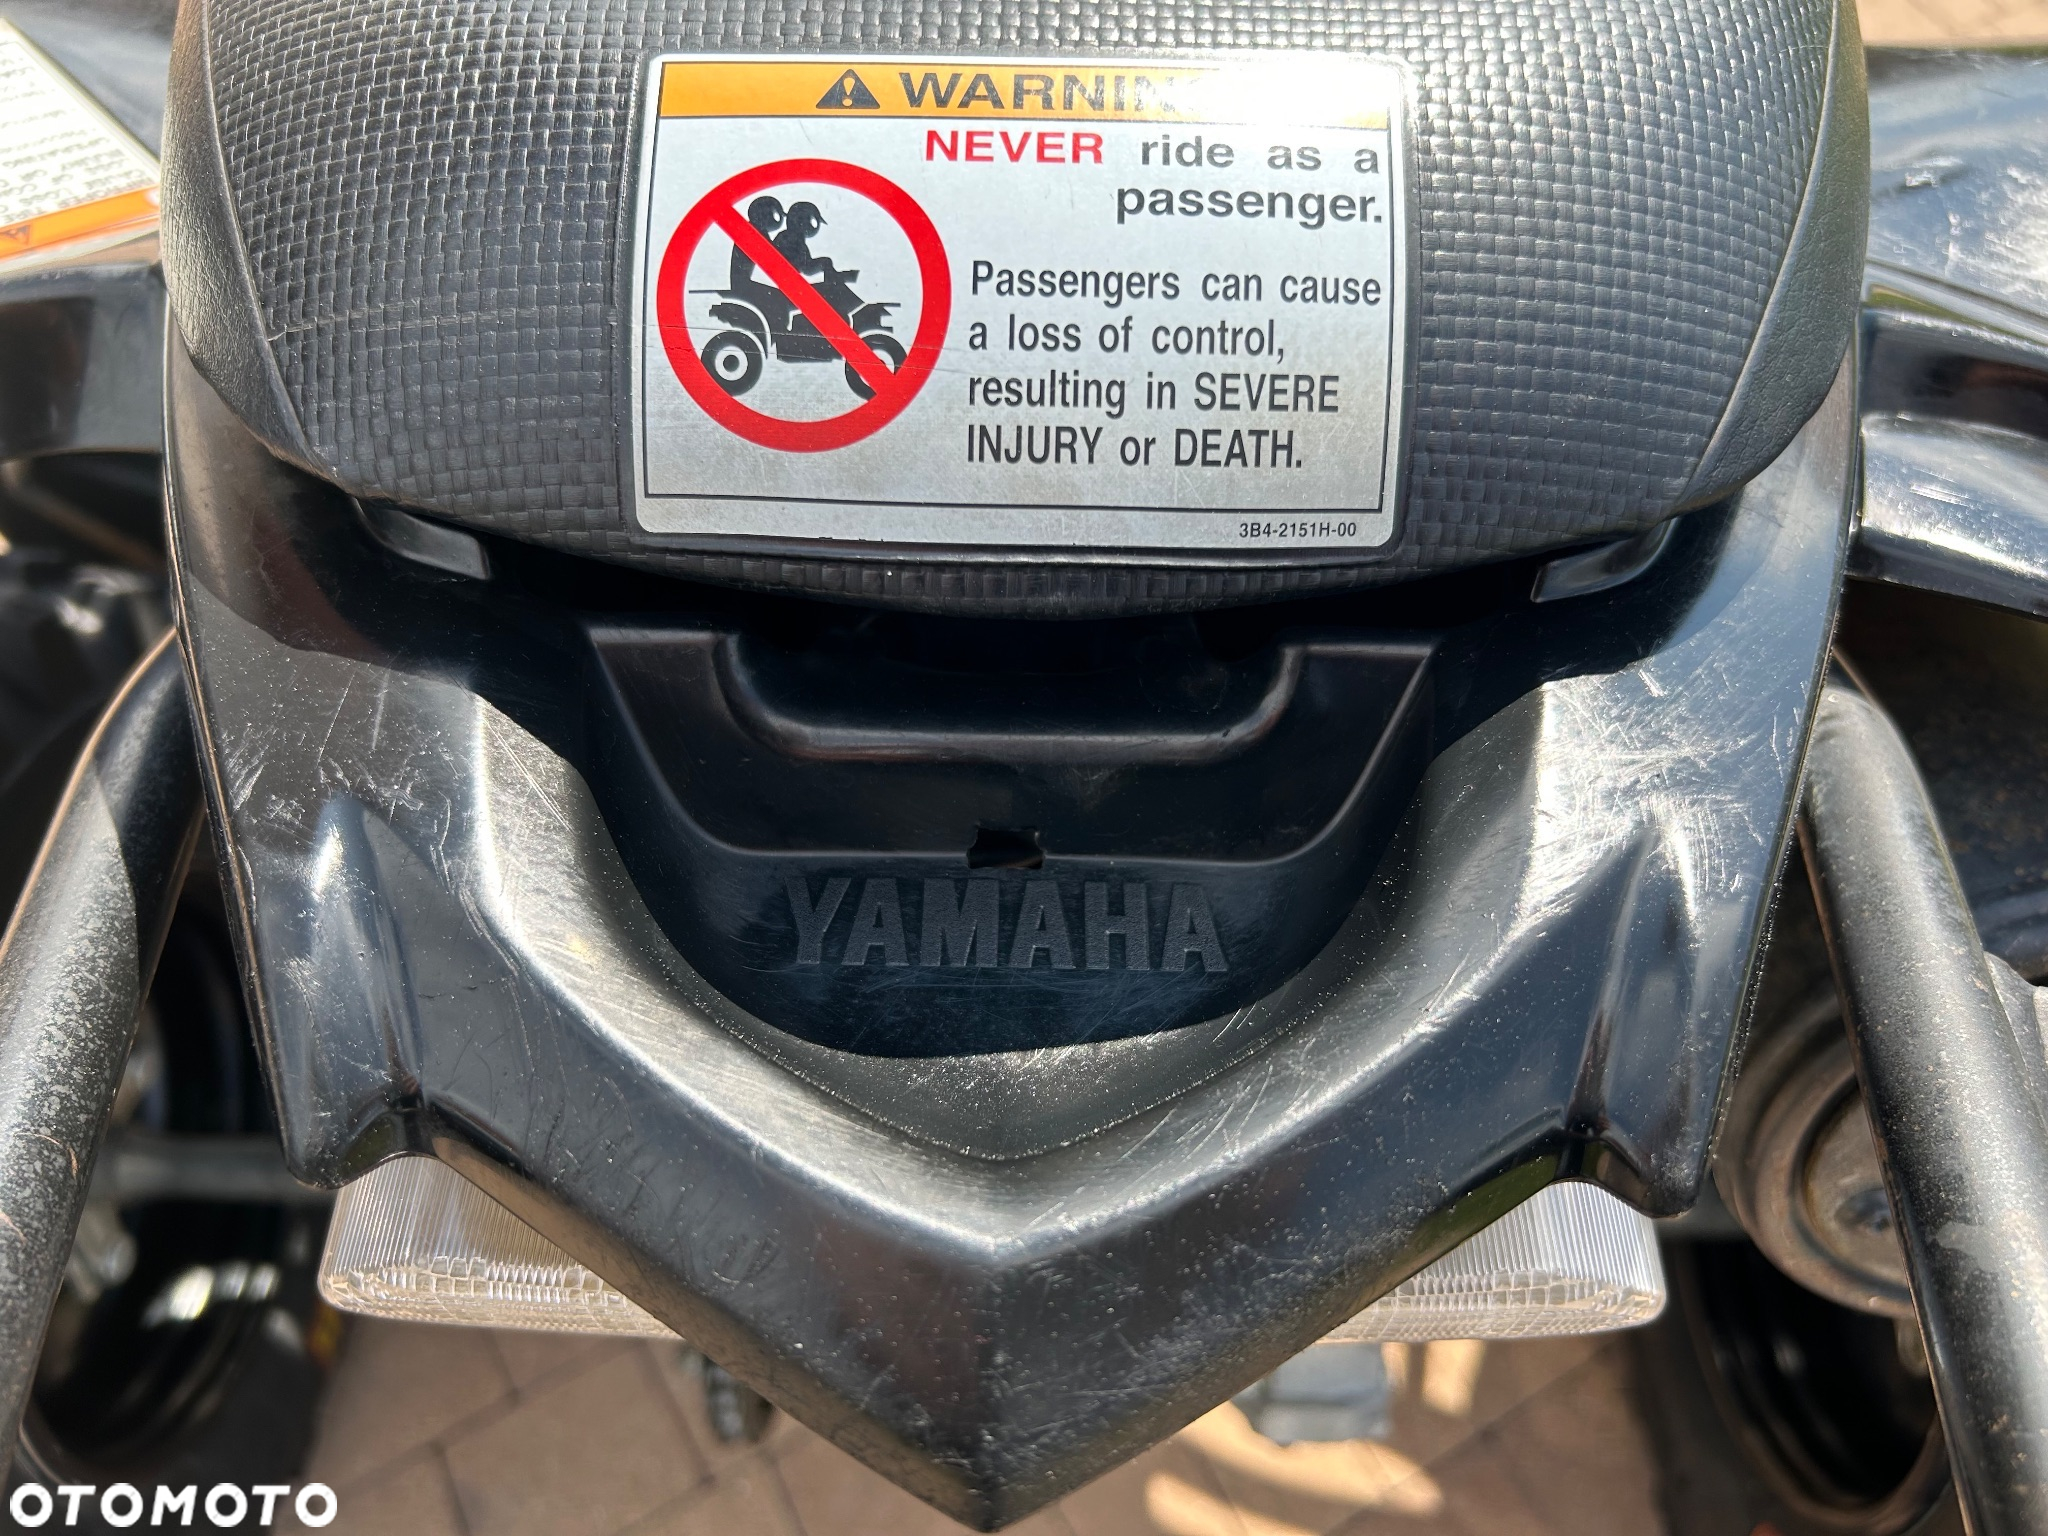 WARNING
NEVER ride as a
passenger.
Passengers can cause
a loss of control,
resulting in SEVERE
INJURY or DEATH.
3B4-2151H-00
YAMAHA
OTOMOTO